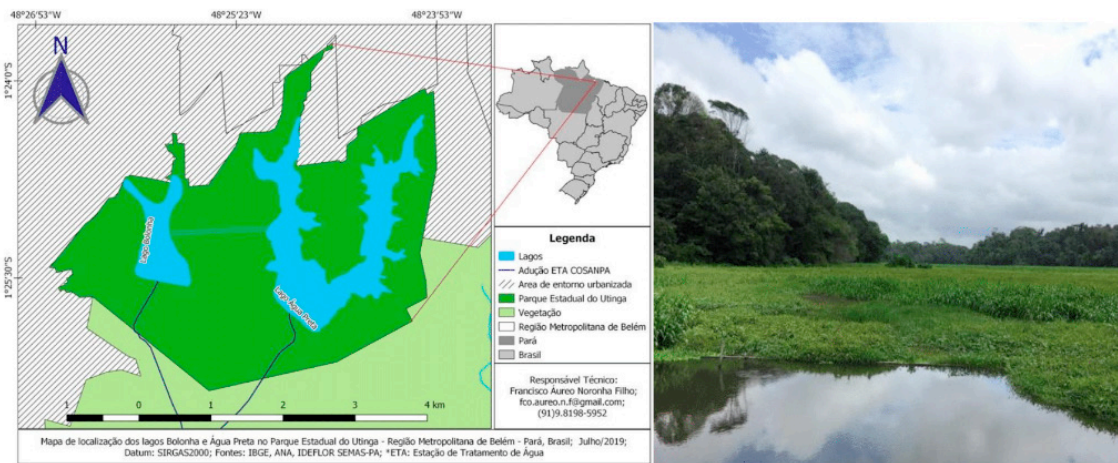 48°26'53"W
48°25'23"W
48°23'53"W
N
1°24'0"S
1°25'30"S
Lago Bolonha
Lago Água Preta
1 0 1 2 3 4 km
Legenda
Lagos
Adução ETA COSANPA
Area de entorno urbanizada
Parque Estadual do Utinga
Vegetação
Região Metropolitana de Belém
Pará
Brasil
Responsável Técnico:
Francisco Áureo Noronha Filho;
fco.aureo.n.f@gmail.com;
(91)9.8198-5952
Mapa de localização dos lagos Bolonha e Água Preta no Parque Estadual do Utinga - Região Metropolitana de Belém - Pará, Brasil; Julho/2019;
Datum: SIRGAS2000; Fontes: IBGE, ANA, IDEFLOR SEMAS-PA; *ETA: Estação de Tratamento de Água